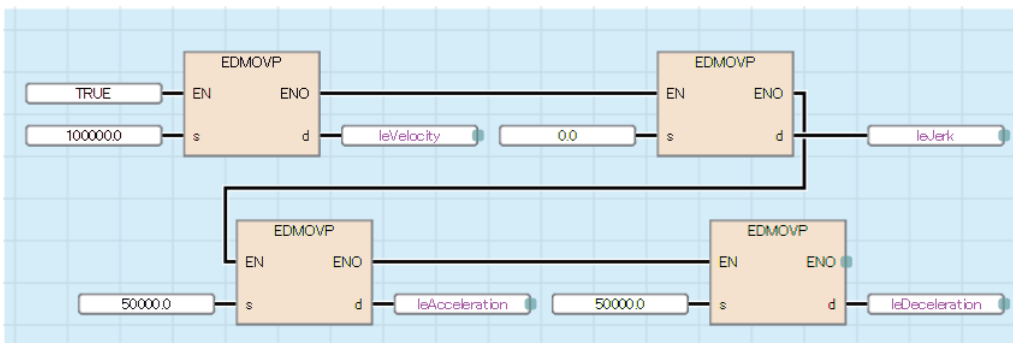 EDMOVP EDMOVP
TRUE EN ENO EN ENO
100000.0 s d leVelocity 0.0 s d leJerk
EDMOVP EDMOVP
EN ENO EN ENO
50000.0 s d leAcceleration 50000.0 s d leDeceleration